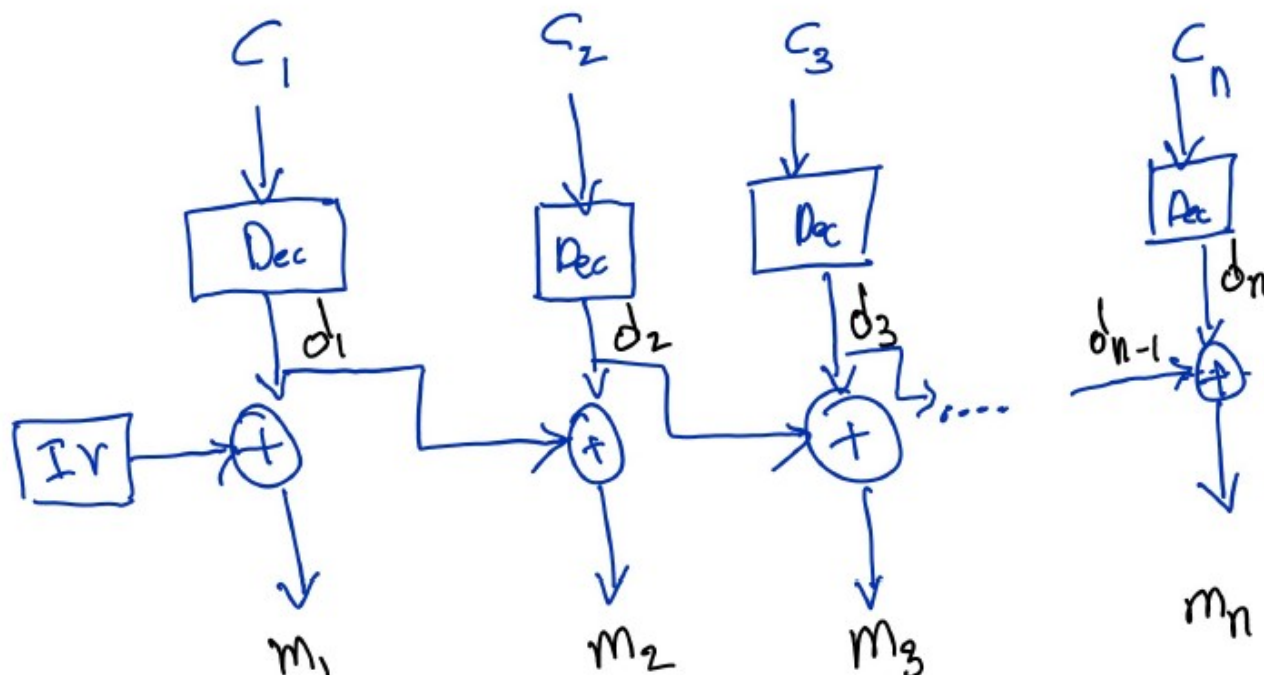 C1 C2 C3 Cn
Dec Dec Dec Dec
d1 d2 d3 dn
dn-1
IV + + + +
....
m1 m2 m3 mn